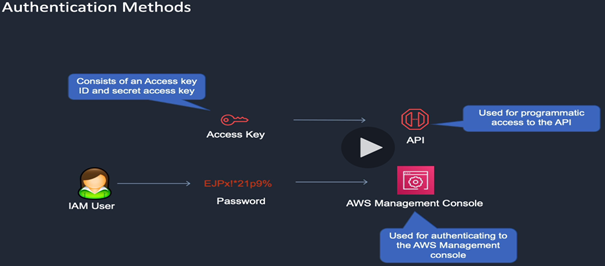 Authentication Methods
Consists of an Access key
ID and secret access key
Access Key
API
Used for programmatic
access to the API
IAM User
EJPx!*21p9%
Password
AWS Management Console
Used for authenticating to
the AWS Management
console